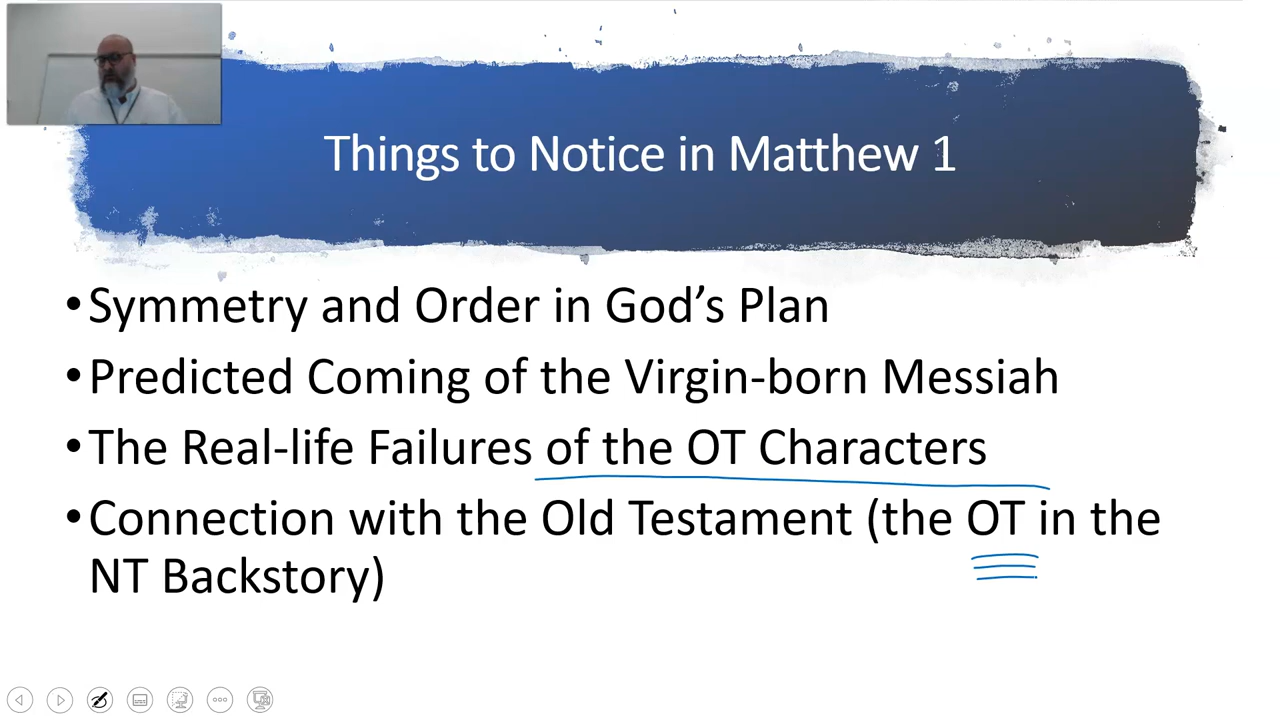 Things to Notice in Matthew 1
•Symmetry and Order in God’s Plan
•Predicted Coming of the Virgin-born Messiah
•The Real-life Failures of the OT Characters
•Connection with the Old Testament (the OT in the
NT Backstory)